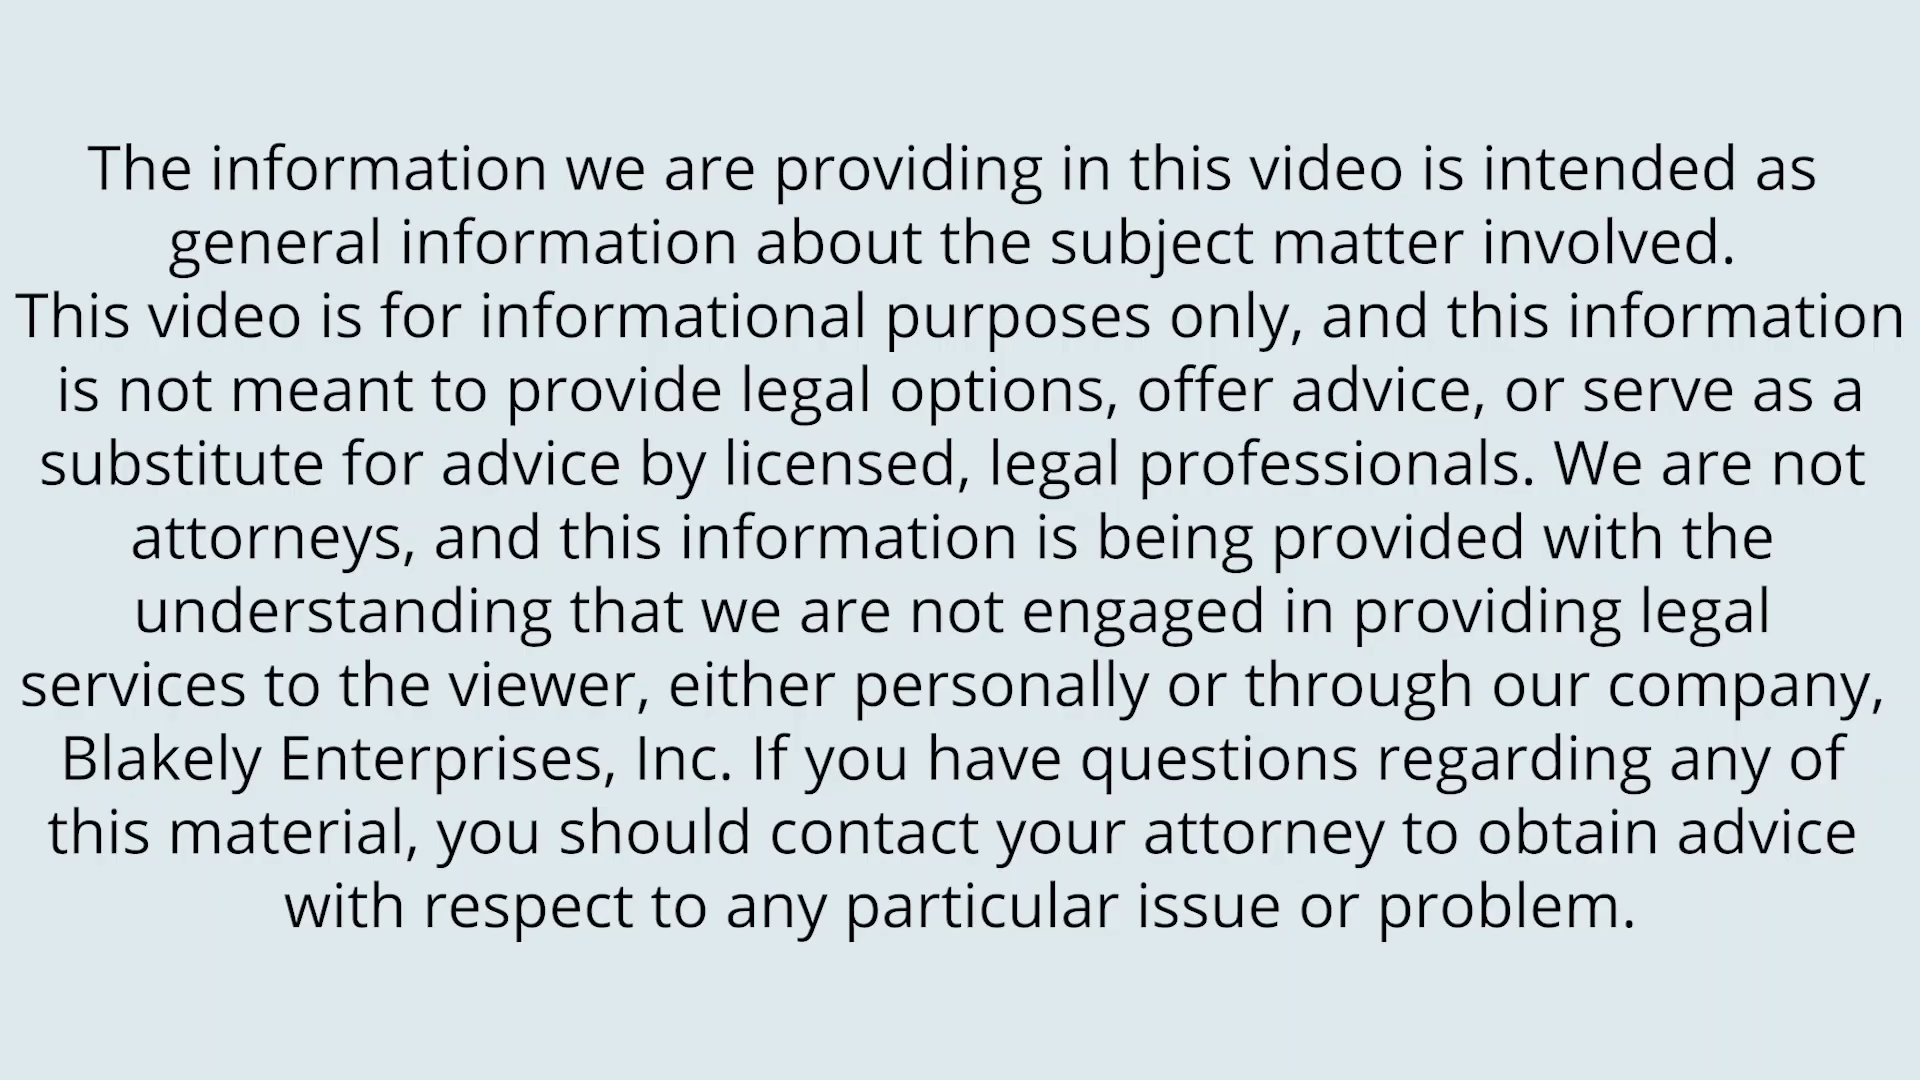 The information we are providing in this video is intended as
general information about the subject matter involved.
This video is for informational purposes only, and this information
is not meant to provide legal options, offer advice, or serve as a
substitute for advice by licensed, legal professionals. We are not
attorneys, and this information is being provided with the
understanding that we are not engaged in providing legal
services to the viewer, either personally or through our company,
Blakely Enterprises, Inc. If you have questions regarding any of
this material, you should contact your attorney to obtain advice
with respect to any particular issue or problem.